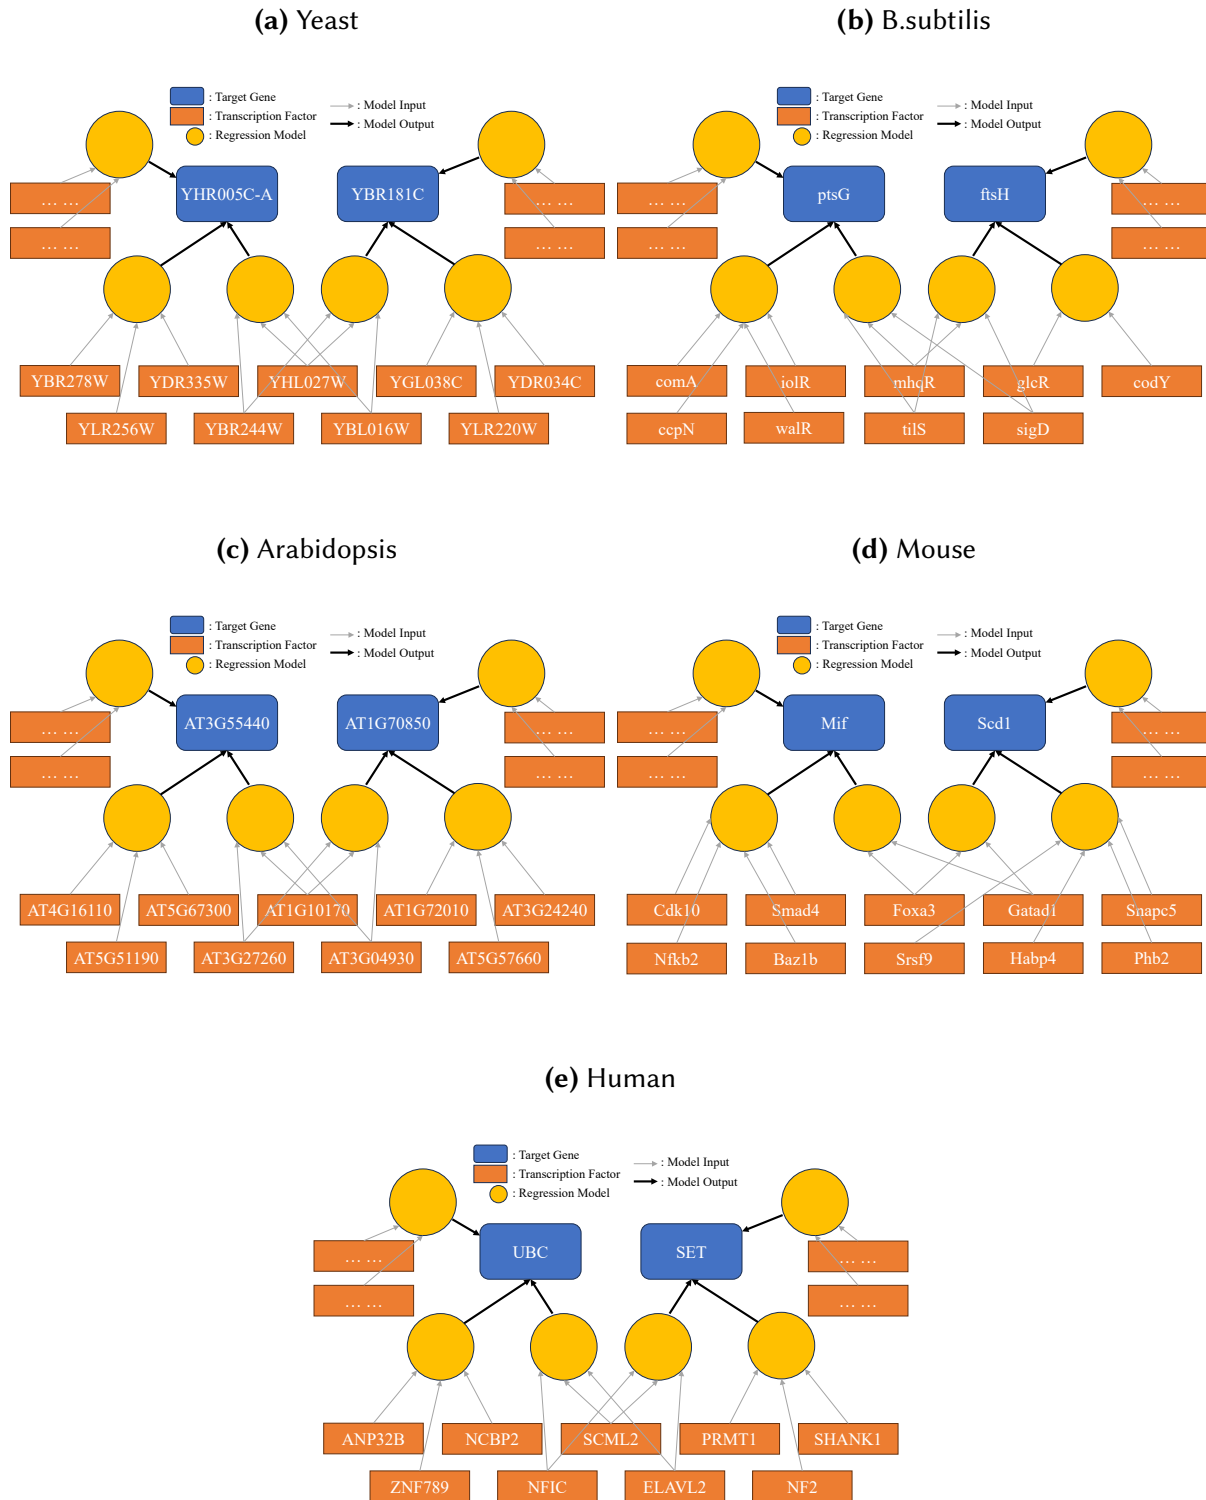 (a) Yeast
: Target Gene
: Transcription Factor
: Regression Model
: Model Input
: Model Output
YHR005C-A
YBR181C
... ...
... ...
... ...
... ...
YBR278W
YDR335W
YHL027W
YGL038C
YDR034C
YLR256W
YBR244W
YBL016W
YLR220W
(b) B.subtilis
: Target Gene
: Transcription Factor
: Regression Model
: Model Input
: Model Output
ptsG
ftsH
... ...
... ...
... ...
... ...
comA
iolR
mhqR
glcR
codY
ccpN
walR
tilS
sigD
(c) Arabidopsis
: Target Gene
: Transcription Factor
: Regression Model
: Model Input
: Model Output
AT3G55440
AT1G70850
... ...
... ...
... ...
... ...
AT4G16110
AT5G67300
AT1G10170
AT1G72010
AT3G24240
AT5G51190
AT3G27260
AT3G04930
AT5G57660
(d) Mouse
: Target Gene
: Transcription Factor
: Regression Model
: Model Input
: Model Output
Mif
Scd1
... ...
... ...
... ...
... ...
Cdk10
Smad4
Foxa3
Gatad1
Snapc5
Nfkb2
Baz1b
Srsf9
Habp4
Phb2
(e) Human
: Target Gene
: Transcription Factor
: Regression Model
: Model Input
: Model Output
UBC
SET
... ...
... ...
... ...
... ...
ANP32B
NCBP2
SCML2
PRMT1
SHANK1
ZNF789
NFIC
ELAVL2
NF2